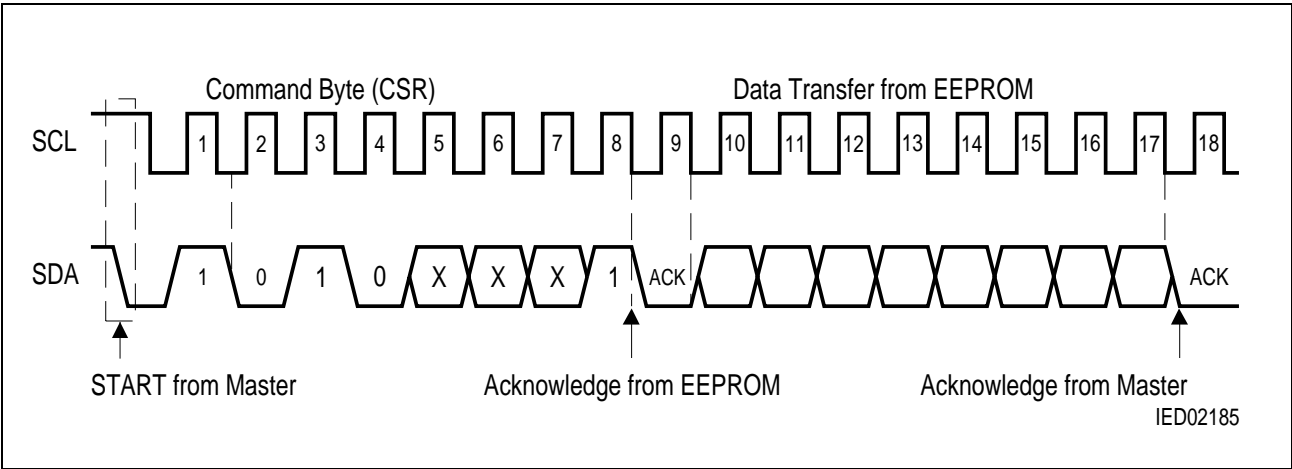 Command Byte (CSR) Data Transfer from EEPROM
SCL 1 2 3 4 5 6 7 8 9 10 11 12 13 14 15 16 17 18
SDA 1 0 1 0 X X X 1 ACK ACK
START from Master Acknowledge from EEPROM Acknowledge from Master
IED02185